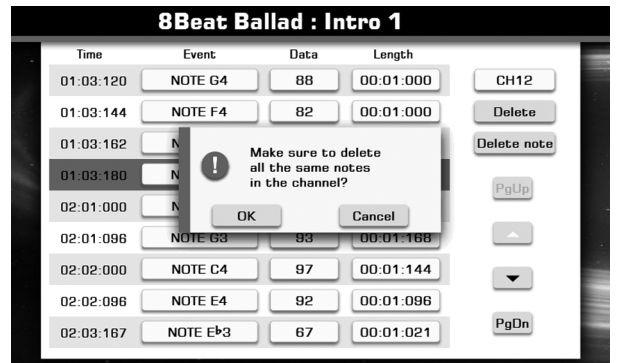 8Beat Ballad : Intro 1
Time Event Data Length
01:03:120 NOTE G4 88 00:01:000 CH12
01:03:144 NOTE F4 82 00:01:000 Delete
01:03:162 N Delete note
Make sure to delete
all the same notes
in the channel?
01:03:180 N
PgUp
02:01:000 N
OK Cancel
02:01:096 NOTE G3 93 00:01:168
02:02:000 NOTE C4 97 00:01:144
02:02:096 NOTE E4 92 00:01:096
02:03:167 NOTE E♭3 67 00:01:021 PgDn